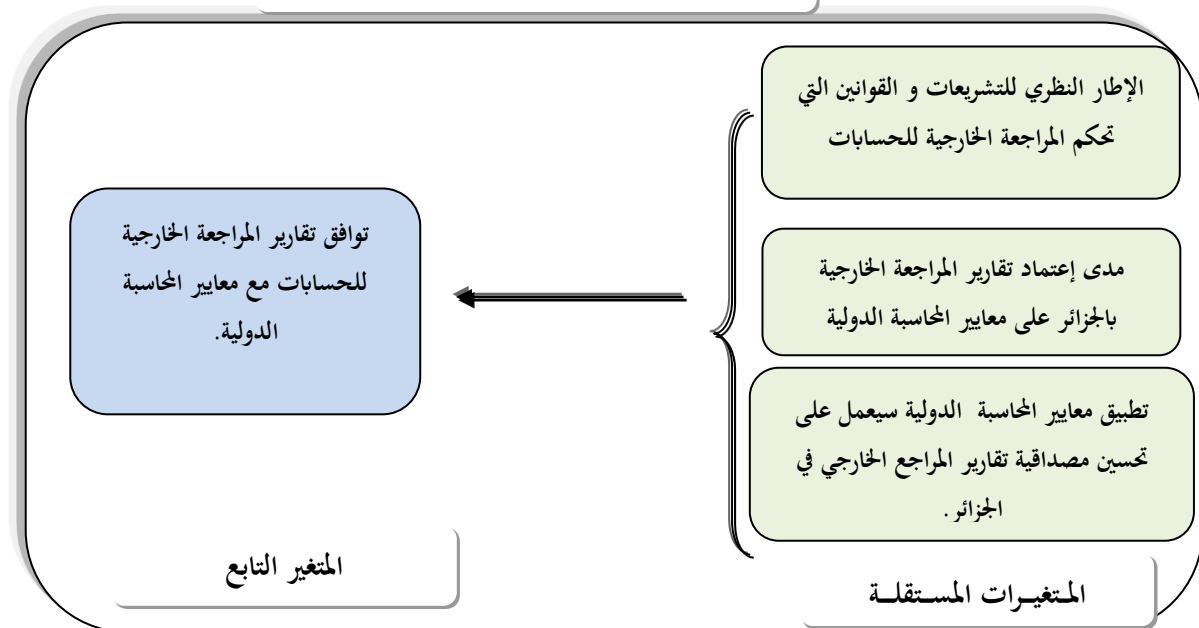 الإطار النظري للتشريعات و القوانين التي
تحكم المراجعة الخارجية للحسابات
مدى إعتماد تقارير المراجعة الخارجية
بالجزائر على معايير المحاسبة الدولية
تطبيق معايير المحاسبة الدولية سيعمل على
تحسين مصداقية تقارير المراجع الخارجي في
الجزائر.
المتغيرات المستقلة
توافق تقارير المراجعة الخارجية
للحسابات مع معايير المحاسبة
الدولية.
المتغير التابع